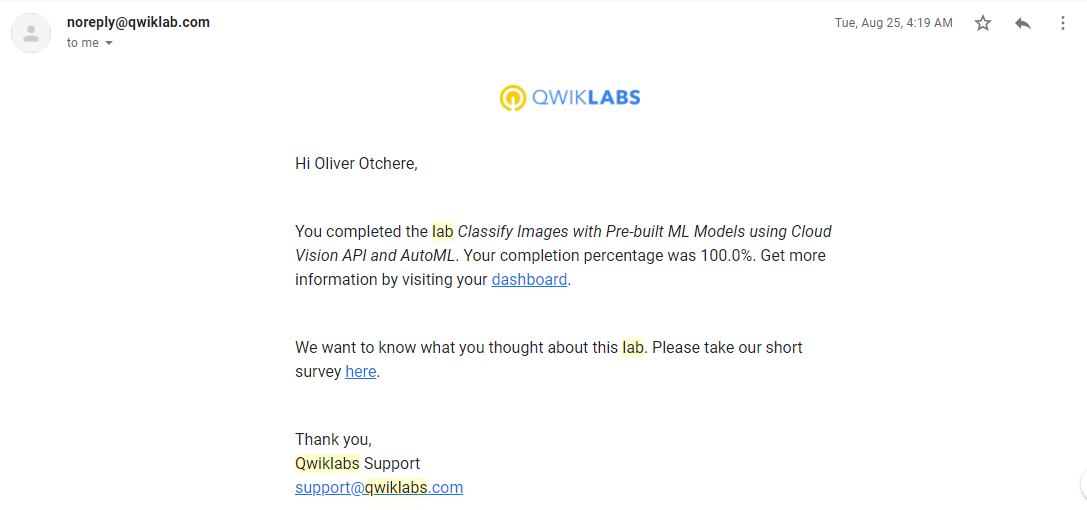 noreply@qwiklab.com
Tue, Aug 25, 4:19 AM
to me
QWIKLABS
Hi Oliver Otchere,
You completed the lab Classify Images with Pre-built ML Models using Cloud
Vision API and AutoML. Your completion percentage was 100.0%. Get more
information by visiting your dashboard.
We want to know what you thought about this lab. Please take our short
survey here.
Thank you,
Qwiklabs Support
support@qwiklabs.com